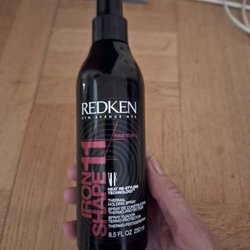 REDKEN
5TH AVENUE NYC
heat styling
IRON
SHAPE 11
HEAT RE-STYLING
TECHNOLOGY
THERMAL
HOLDING SPRAY
8.5 FL OZ 250 ml